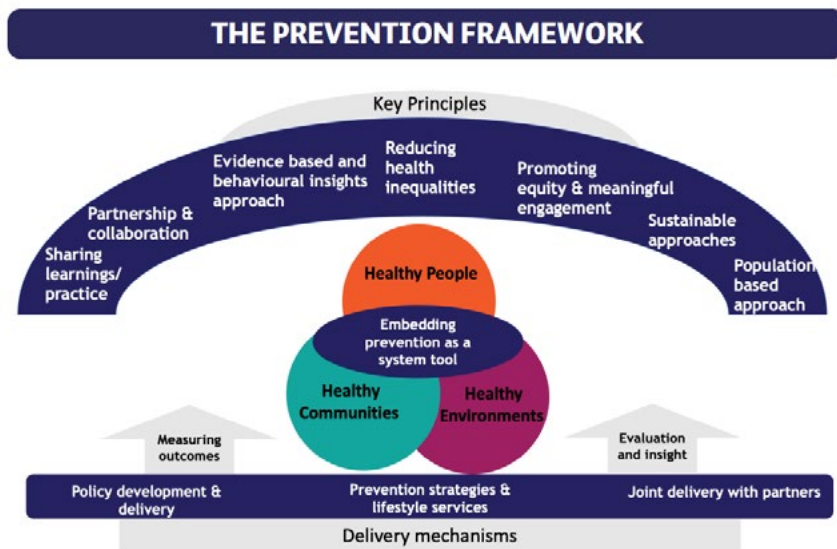 THE PREVENTION FRAMEWORK
Key Principles
Sharing
learnings/
practice
Partnership &
collaboration
Evidence based and
behavioural insights
approach
Reducing
health
inequalities
Promoting
equity & meaningful
engagement
Sustainable
approaches
Population
based
approach
Healthy People
Embedding
prevention as a
system tool
Healthy
Communities
Healthy
Environments
Measuring
outcomes
Evaluation
and insight
Policy development &
delivery
Prevention strategies &
lifestyle services
Joint delivery with partners
Delivery mechanisms